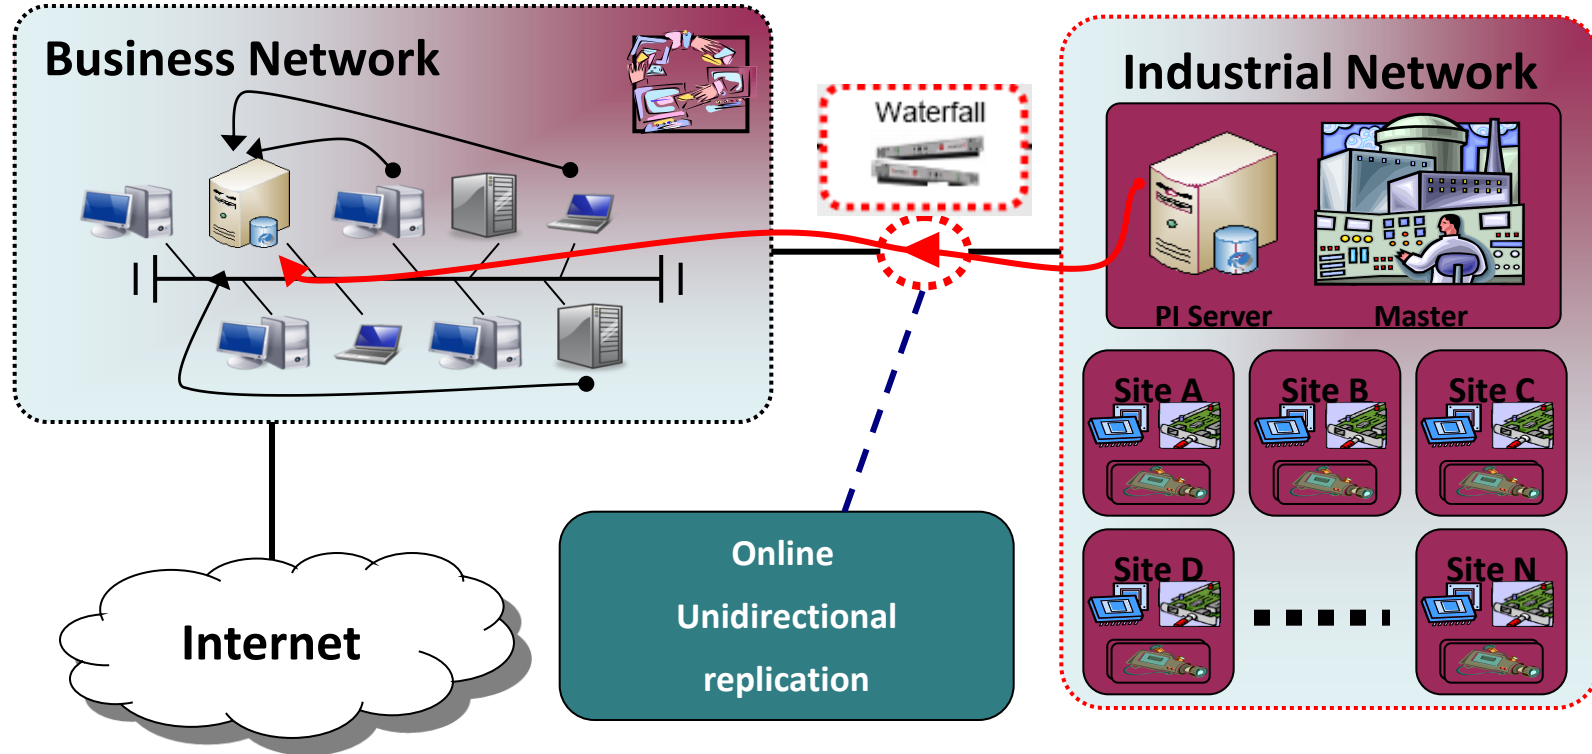 Business Network
Waterfall
Industrial Network
PI Server
Master
Site A
Site B
Site C
Site D
Site N
Online
Unidirectional
replication
Internet